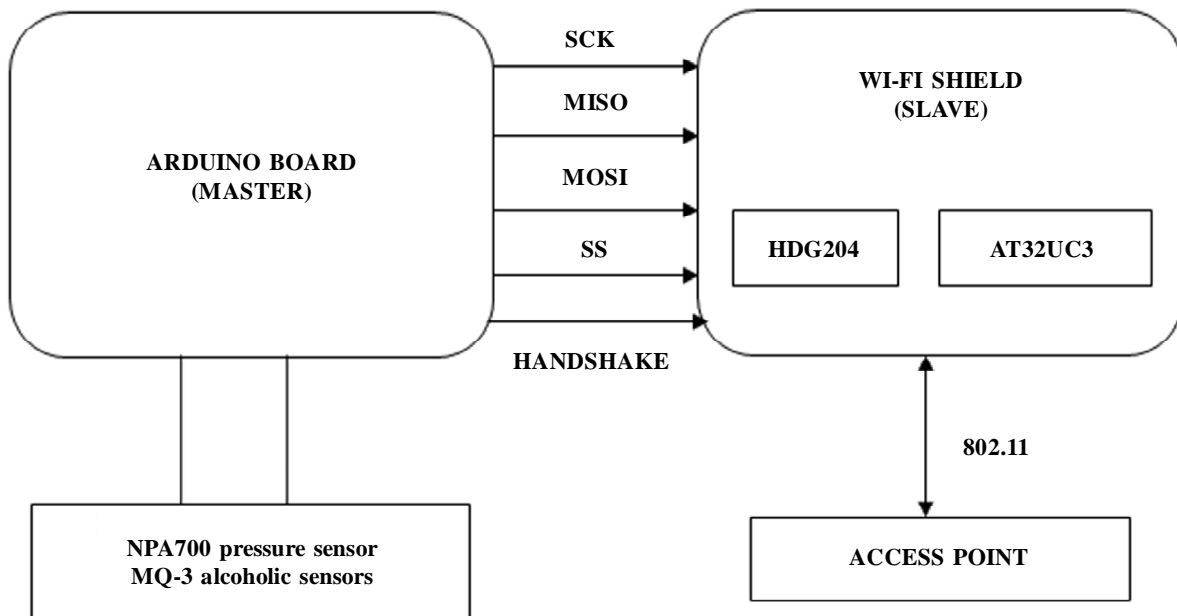 ARDUINO BOARD
(MASTER)
SCK
MISO
MOSI
SS
HANDSHAKE
WI-FI SHIELD
(SLAVE)
HDG204
AT32UC3
802.11
NPA700 pressure sensor
MQ-3 alcoholic sensors
ACCESS POINT